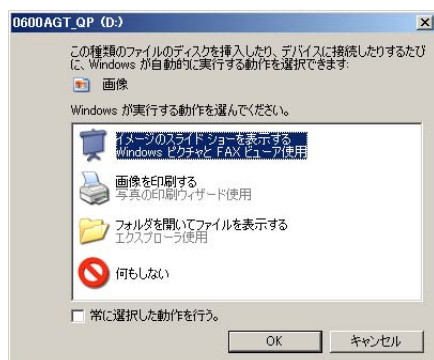 0600AGT_QP (D:)
この種類のファイルのディスクを挿入したり、デバイスに接続したりするたび
に、Windows が自動的に実行する動作を選択できます:
画像
Windows が実行する動作を選んでください。
イメージのスライド ショーを表示する
Windows ピクチャと FAX ビューア使用
画像を印刷する
写真の印刷ウィザード使用
フォルダを開いてファイルを表示する
エクスプローラ使用
何もしない
常に選択した動作を行う。
OK キャンセル